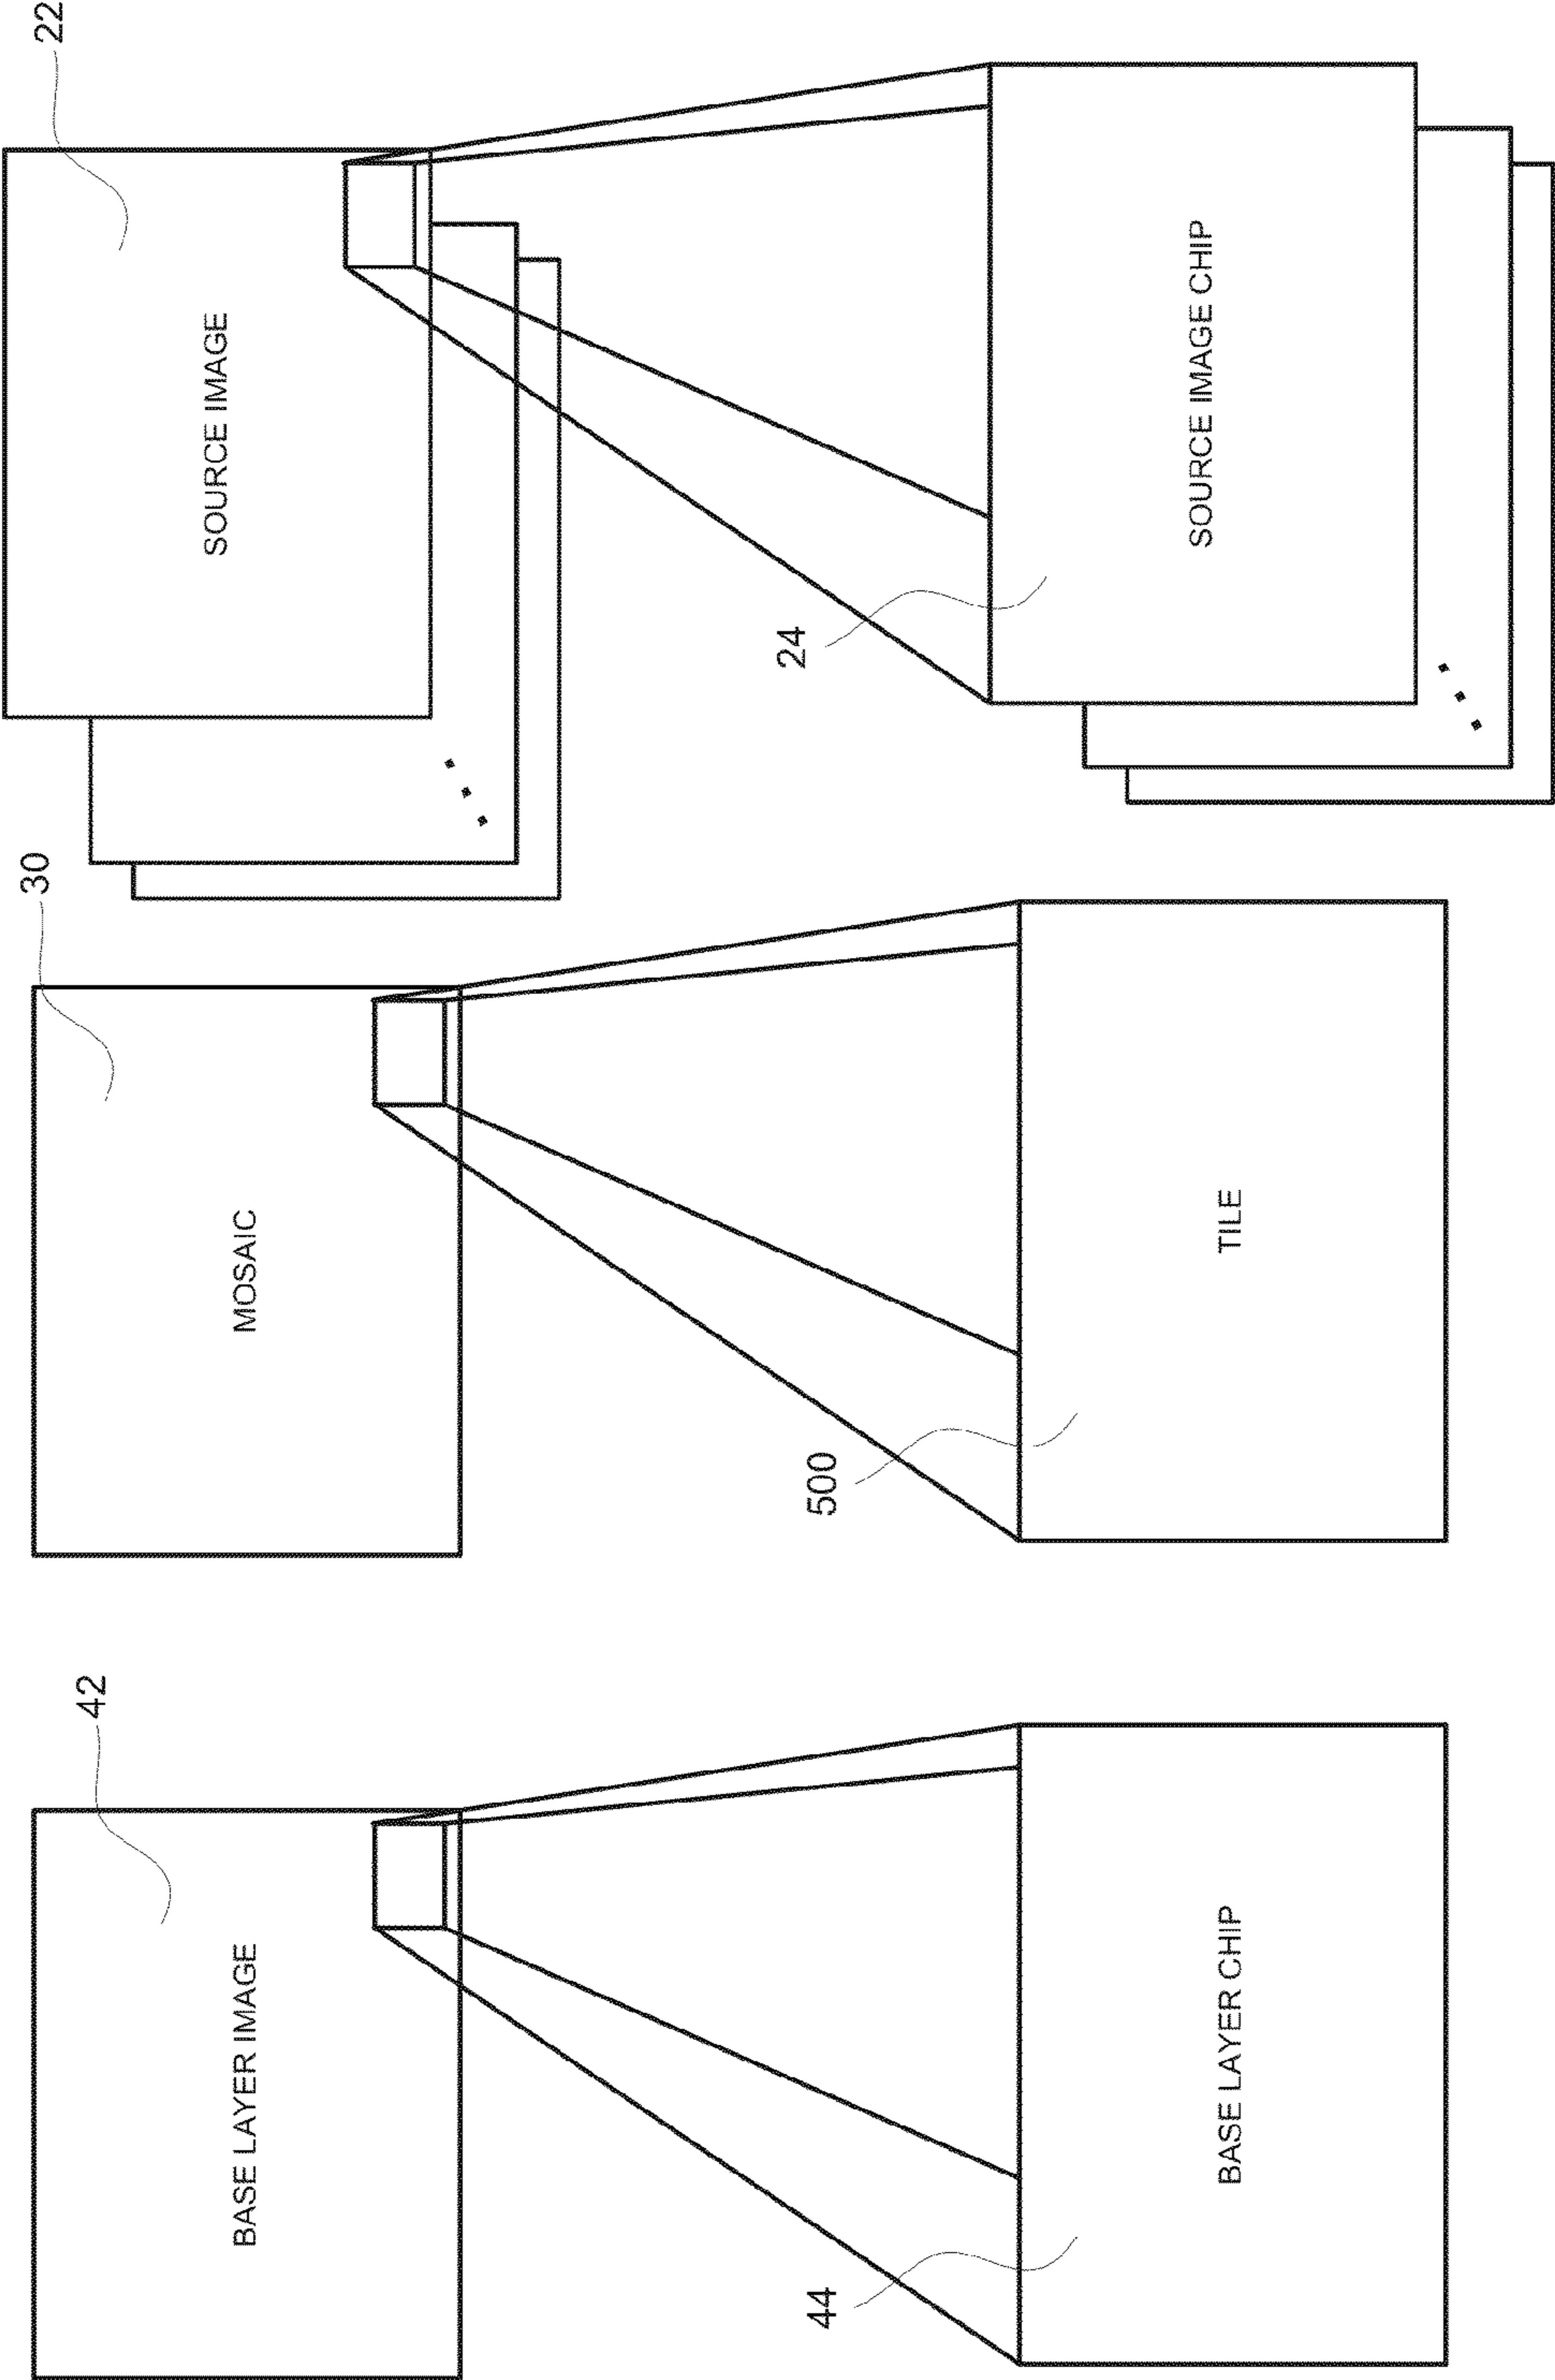 42
BASE LAYER IMAGE
44
BASE LAYER CHIP
30
MOSAIC
500
TILE
22
SOURCE IMAGE
24
SOURCE IMAGE CHIP